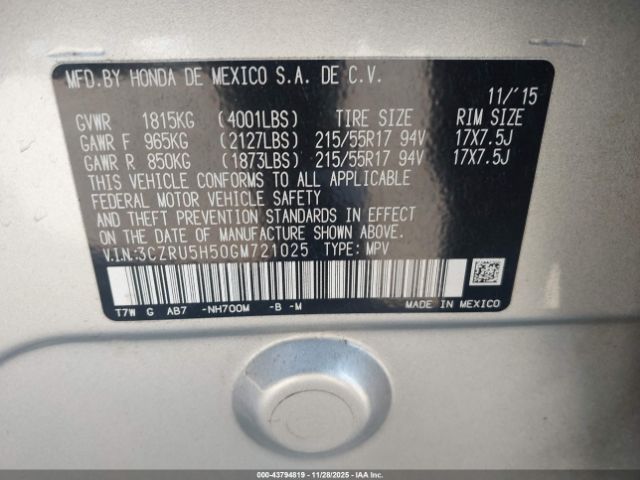 MFD.BY HONDA DE MEXICO S.A. DE C.V.
11/'15
GVWR 1815KG (4001LBS) TIRE SIZE RIM SIZE
GAWR F 965KG (2127LBS) 215/55R17 94V 17X7.5J
GAWR R 850KG (1873LBS) 215/55R17 94V 17X7.5J
THIS VEHICLE CONFORMS TO ALL APPLICABLE
FEDERAL MOTOR VEHICLE SAFETY
AND THEFT PREVENTION STANDARDS IN EFFECT
ON THE DATE OF MANUFACTURE SHOWN ABOVE.
V.I.N.:3CZRU5H50GM721025 TYPE: MPV
T7W G AB7 -NH700M -B -M MADE IN MEXICO
000-43794819 | 11/28/2025 | IAA, Inc.